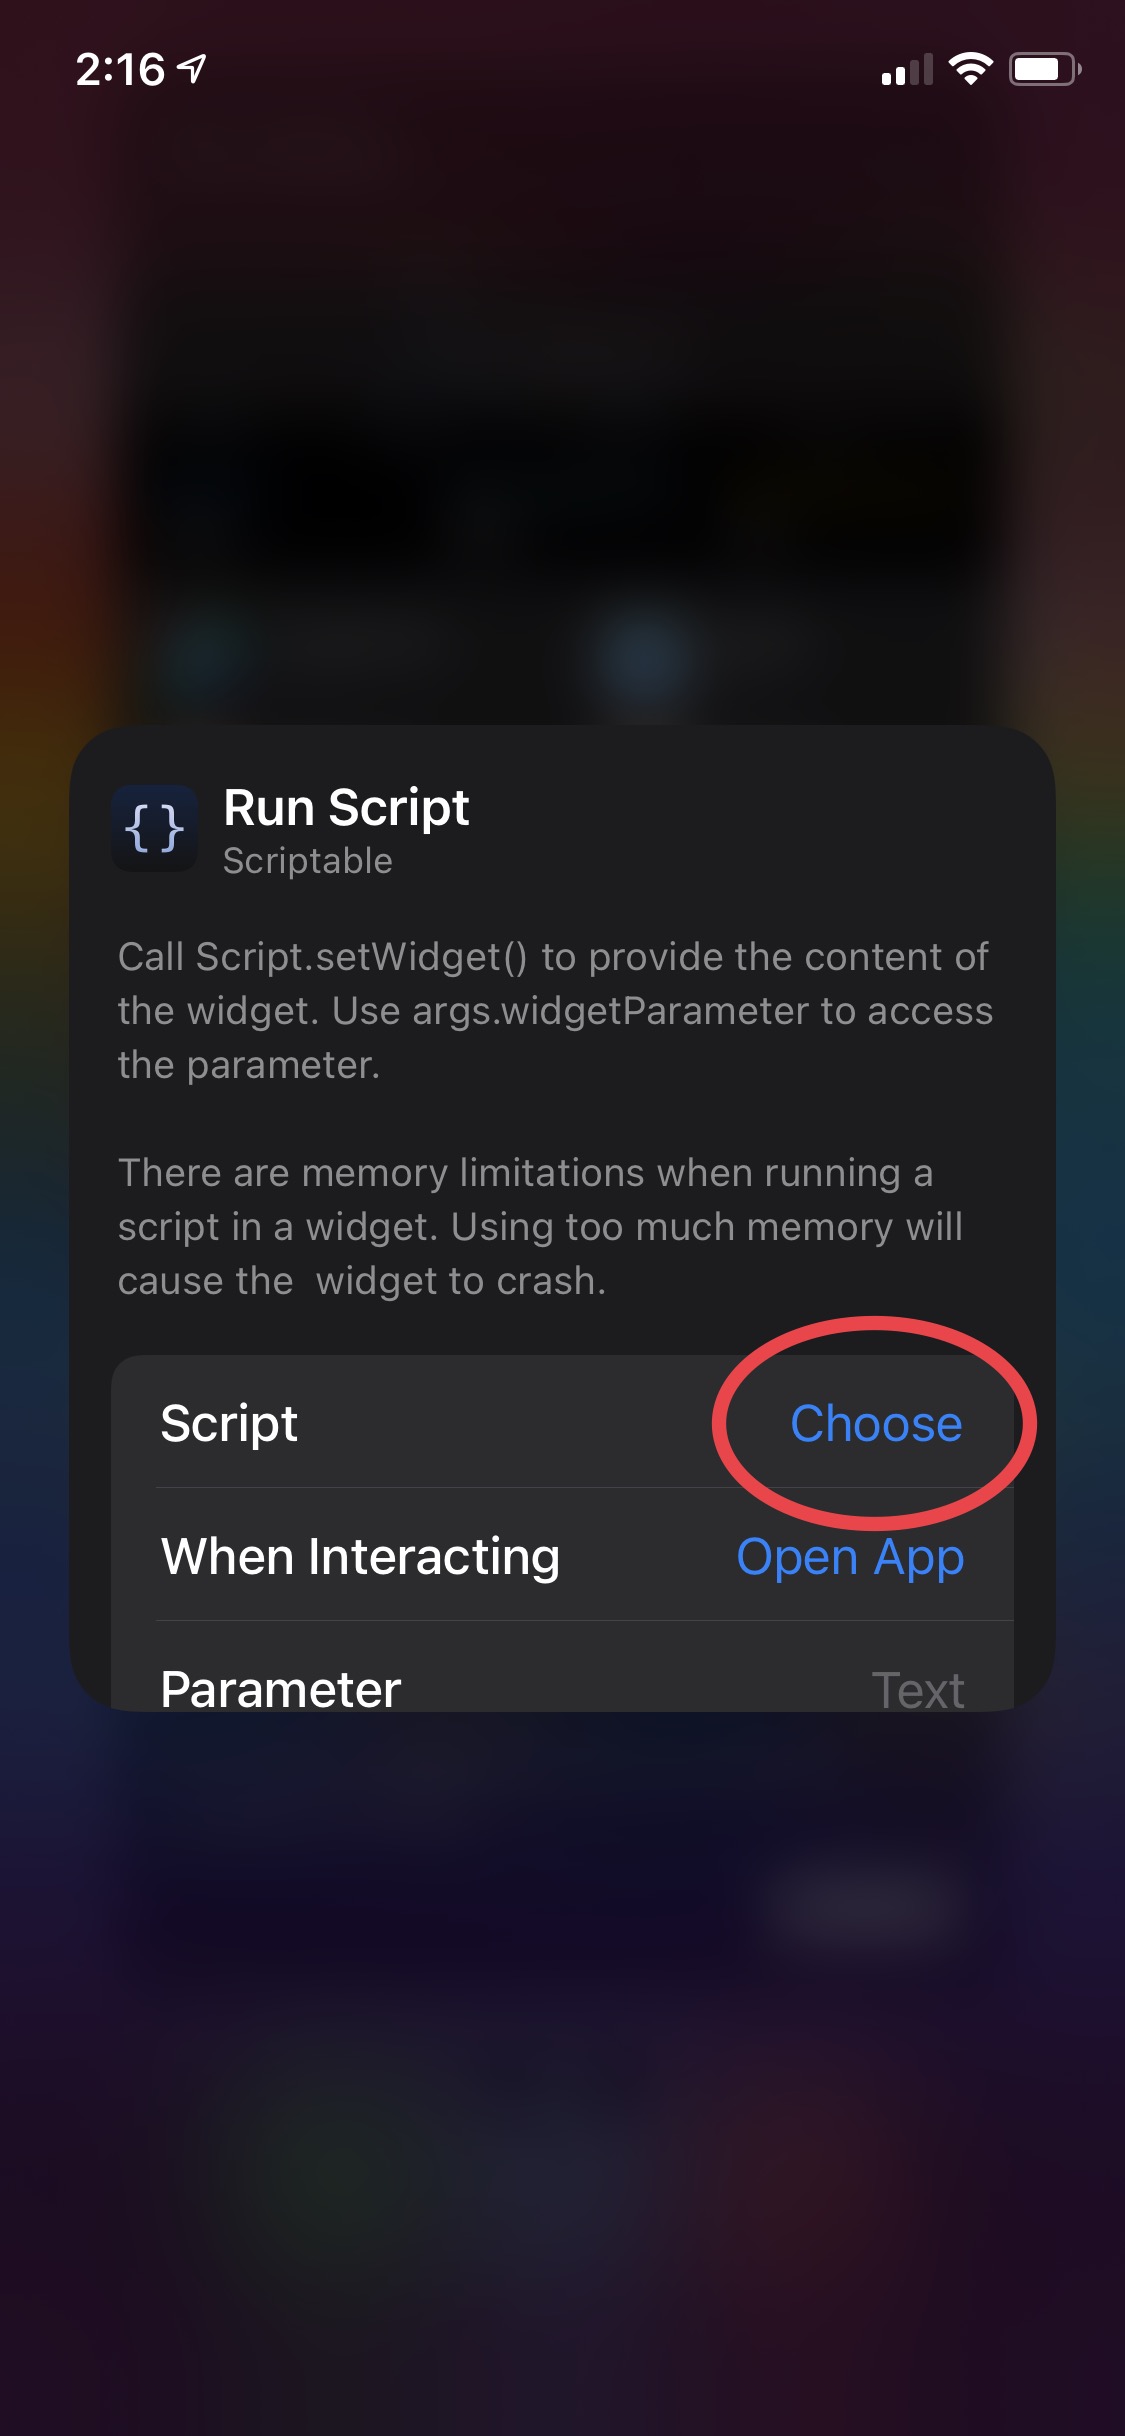 2:16
{}
Run Script
Scriptable
Call Script.setWidget() to provide the content of
the widget. Use args.widgetParameter to access
the parameter.
There are memory limitations when running a
script in a widget. Using too much memory will
cause the  widget to crash.
Script Choose
When Interacting Open App
Parameter Text